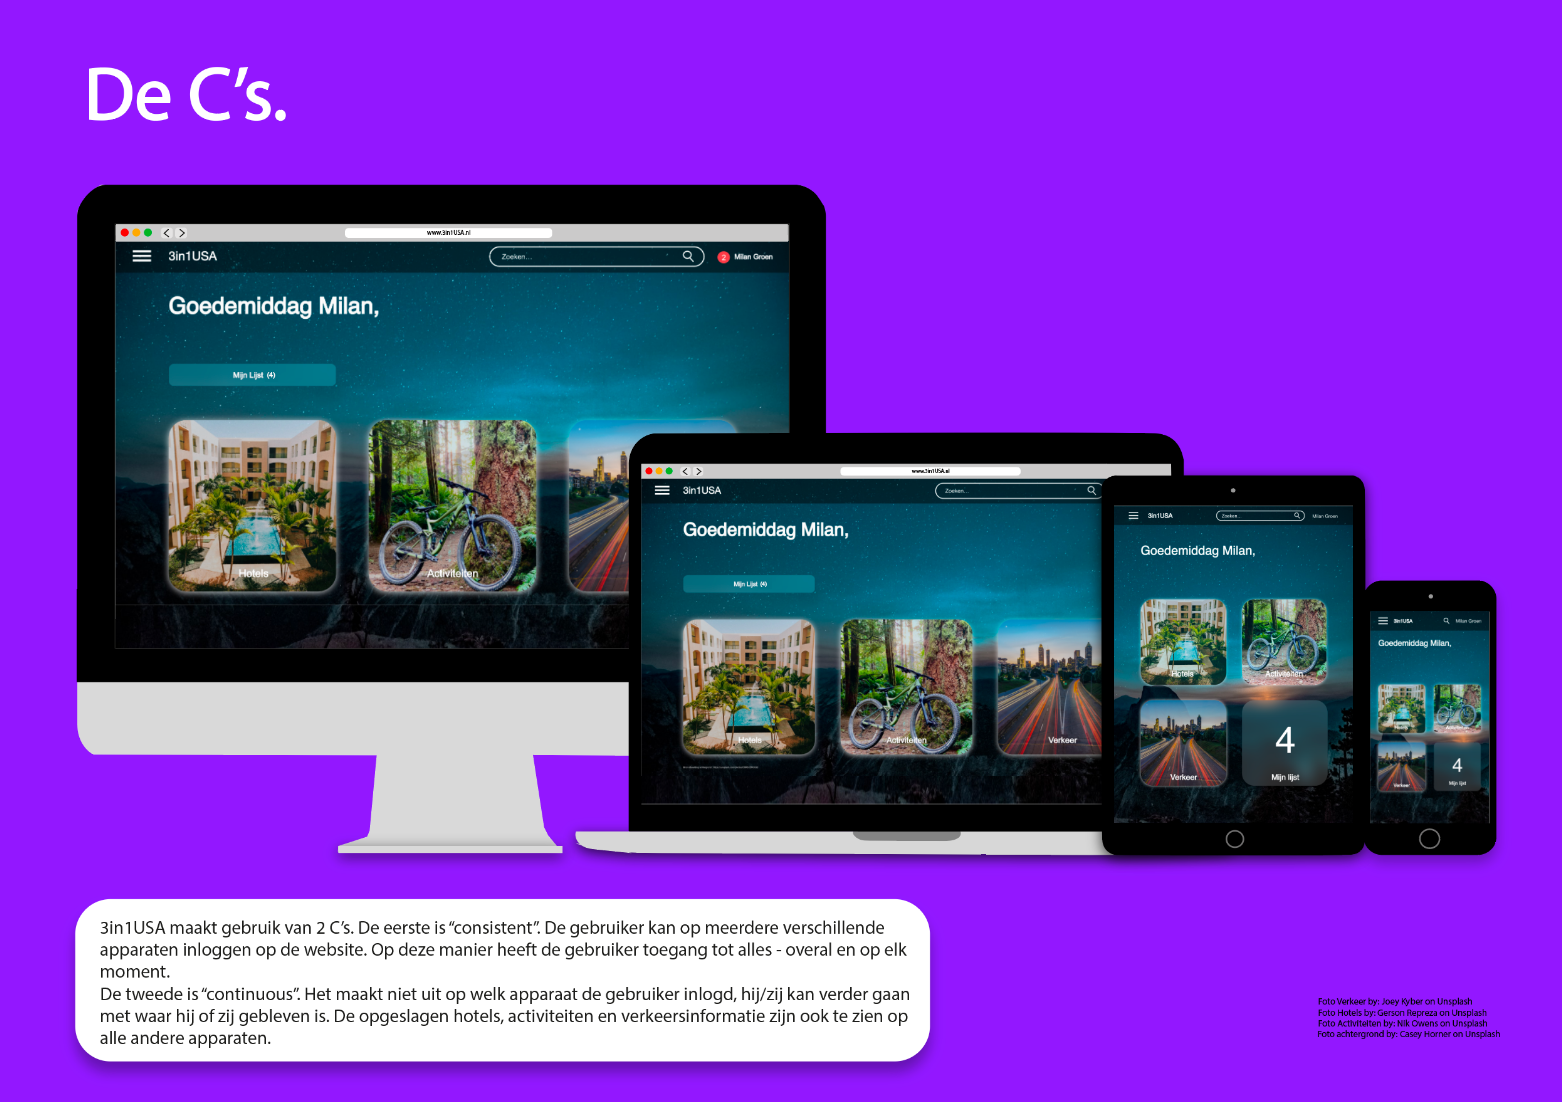 De C's.
www.3in1USA.nl
3in1USA
Zoeken...
2
Milan Groen
Goedemiddag Milan,
Mijn Lijst (4)
Hotels
Activiteiten
www.3in1USA.nl
3in1USA
Zoeken...
Goedemiddag Milan,
Mijn Lijst (4)
Hotels
Activiteiten
Verkeer
3in1USA
Zoeken...
Milan Groen
Goedemiddag Milan,
Hotels
Activiteiten
Verkeer
4
Mijn lijst
3in1USA
Milan Groen
Goedemiddag Milan,
Hotels
Activiteiten
Verkeer
4
Mijn lijst
3in1USA maakt gebruik van 2 C's. De eerste is “consistent”. De gebruiker kan op meerdere verschillende
apparaten inloggen op de website. Op deze manier heeft de gebruiker toegang tot alles - overal en op elk
moment.
De tweede is “continuous”. Het maakt niet uit op welk apparaat de gebruiker inlogd, hij/zij kan verder gaan
met waar hij of zij gebleven is. De opgeslagen hotels, activiteiten en verkeersinformatie zijn ook te zien op
alle andere apparaten.
Foto Verkeer by: Joey Kyber on Unsplash
Foto Hotels by: Gerson Repreza on Unsplash
Foto Activiteiten by: Nik Owens on Unsplash
Foto achtergrond by: Casey Horner on Unsplash